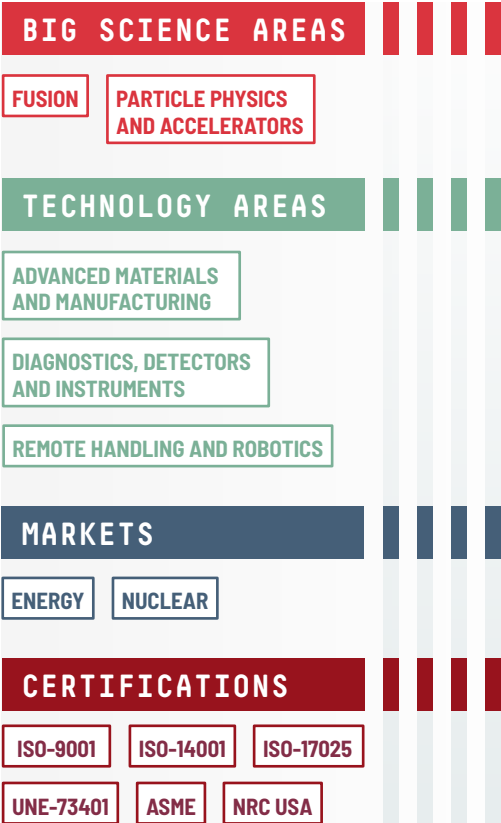 BIG SCIENCE AREAS
FUSION
PARTICLE PHYSICS
AND ACCELERATORS
TECHNOLOGY AREAS
ADVANCED MATERIALS
AND MANUFACTURING
DIAGNOSTICS, DETECTORS
AND INSTRUMENTS
REMOTE HANDLING AND ROBOTICS
MARKETS
ENERGY NUCLEAR
CERTIFICATIONS
ISO-9001 ISO-14001 ISO-17025
UNE-73401 ASME NRC USA